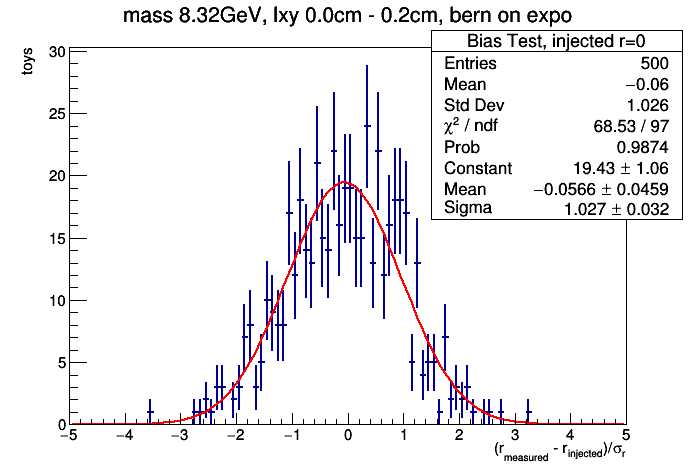 mass 8.32GeV, lxy 0.0cm - 0.2cm, bern on expo
Bias Test, injected r=0
Entries 500
Mean −0.06
Std Dev 1.026
χ² / ndf 68.53 / 97
Prob 0.9874
Constant 19.43 ± 1.06
Mean −0.0566 ± 0.0459
Sigma 1.027 ± 0.032
toys
30
25
20
15
10
5
0
−5 −4 −3 −2 −1 0 1 2 3 4 5
(r_measured - r_injected)/σ_r